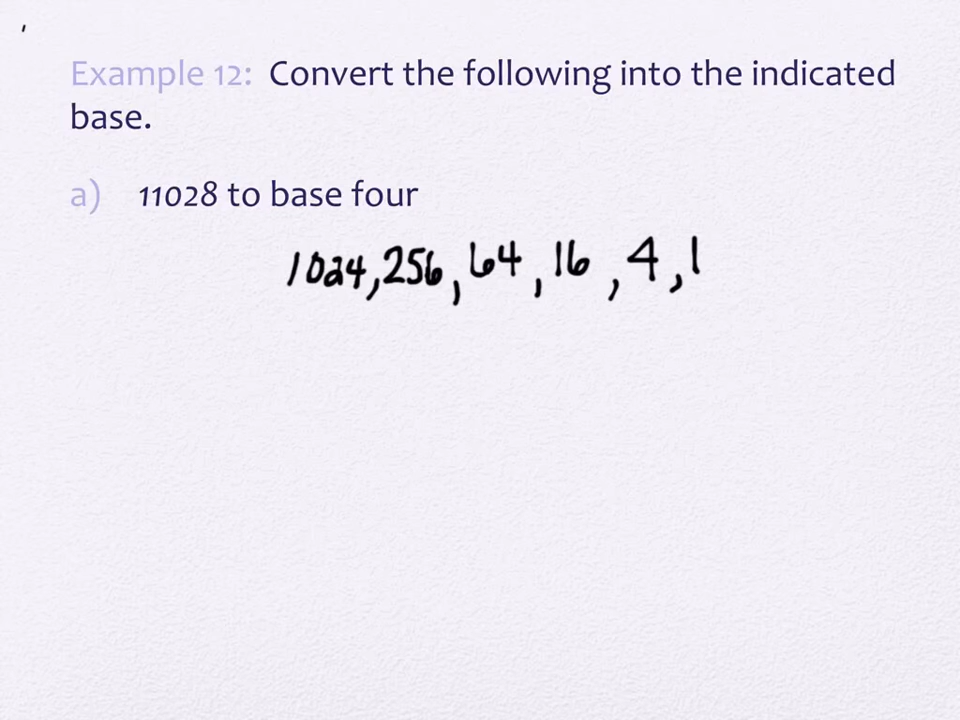 Example 12: Convert the following into the indicated
base.
a) 11028 to base four
1024, 256, 64, 16, 4, 1